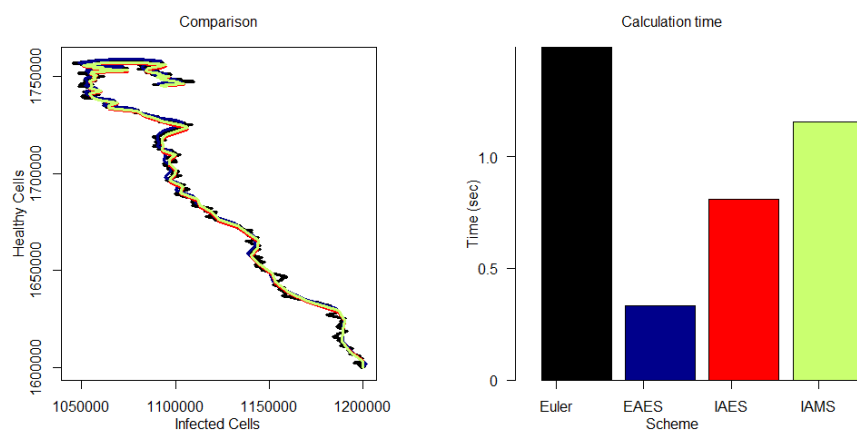 Comparison
Healthy Cells
1750000
1700000
1650000
1600000
1050000 1100000 1150000 1200000
Infected Cells
Calculation time
Time (sec)
1.0
0.5
0
Euler EAES IAES IAMS
Scheme